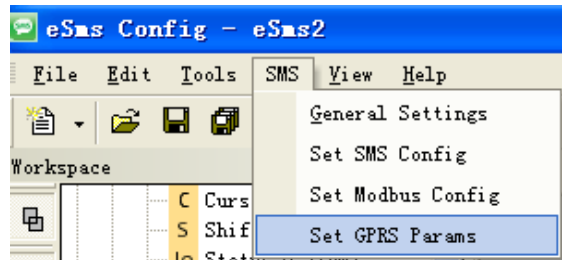 eSms Config - eSms2
File Edit Tools SMS View Help
General Settings
Set SMS Config
Workspace
Set Modbus Config
C Curs
S Shif
Set GPRS Params